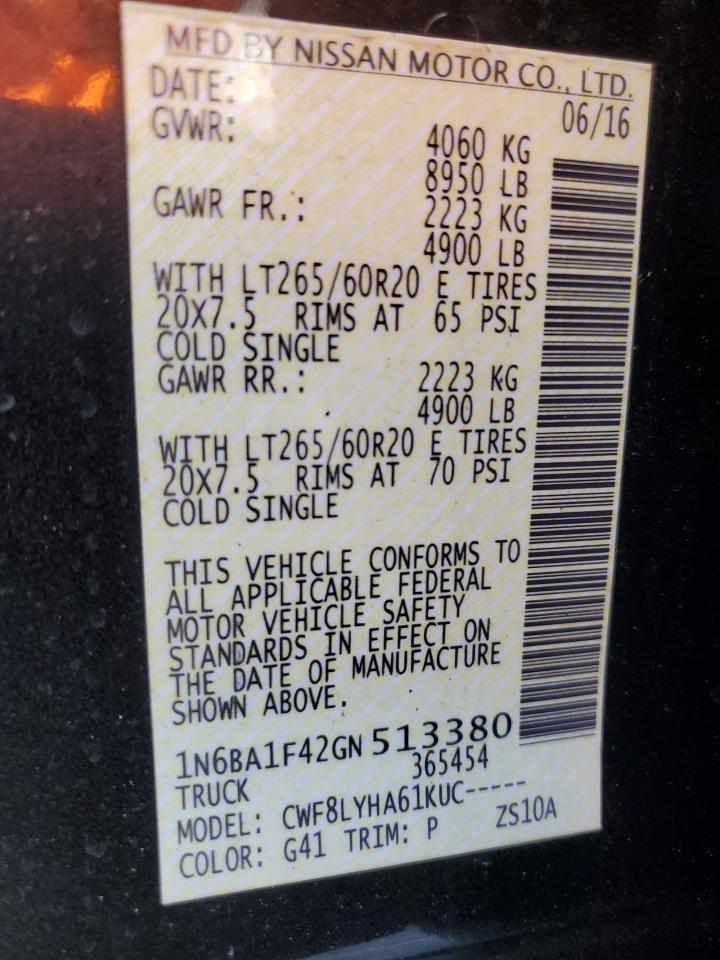 MFD BY NISSAN MOTOR CO., LTD.
DATE: 06/16
GVWR: 4060 KG
8950 LB
GAWR FR.: 2223 KG
4900 LB
WITH LT265/60R20 E TIRES
20X7.5 RIMS AT 65 PSI
COLD SINGLE
GAWR RR.: 2223 KG
4900 LB
WITH LT265/60R20 E TIRES
20X7.5 RIMS AT 70 PSI
COLD SINGLE
THIS VEHICLE CONFORMS TO
ALL APPLICABLE FEDERAL
MOTOR VEHICLE SAFETY
STANDARDS IN EFFECT ON
THE DATE OF MANUFACTURE
SHOWN ABOVE.
1N6BA1F42GN513380
TRUCK 365454
MODEL: CWF8LYHA61KUC-----
COLOR: G41 TRIM: P ZS10A